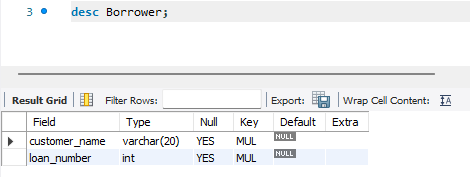 3 desc Borrower;
Result Grid Filter Rows: Export: Wrap Cell Content:
Field Type Null Key Default Extra
customer_name varchar(20) YES MUL NULL
loan_number int YES MUL NULL